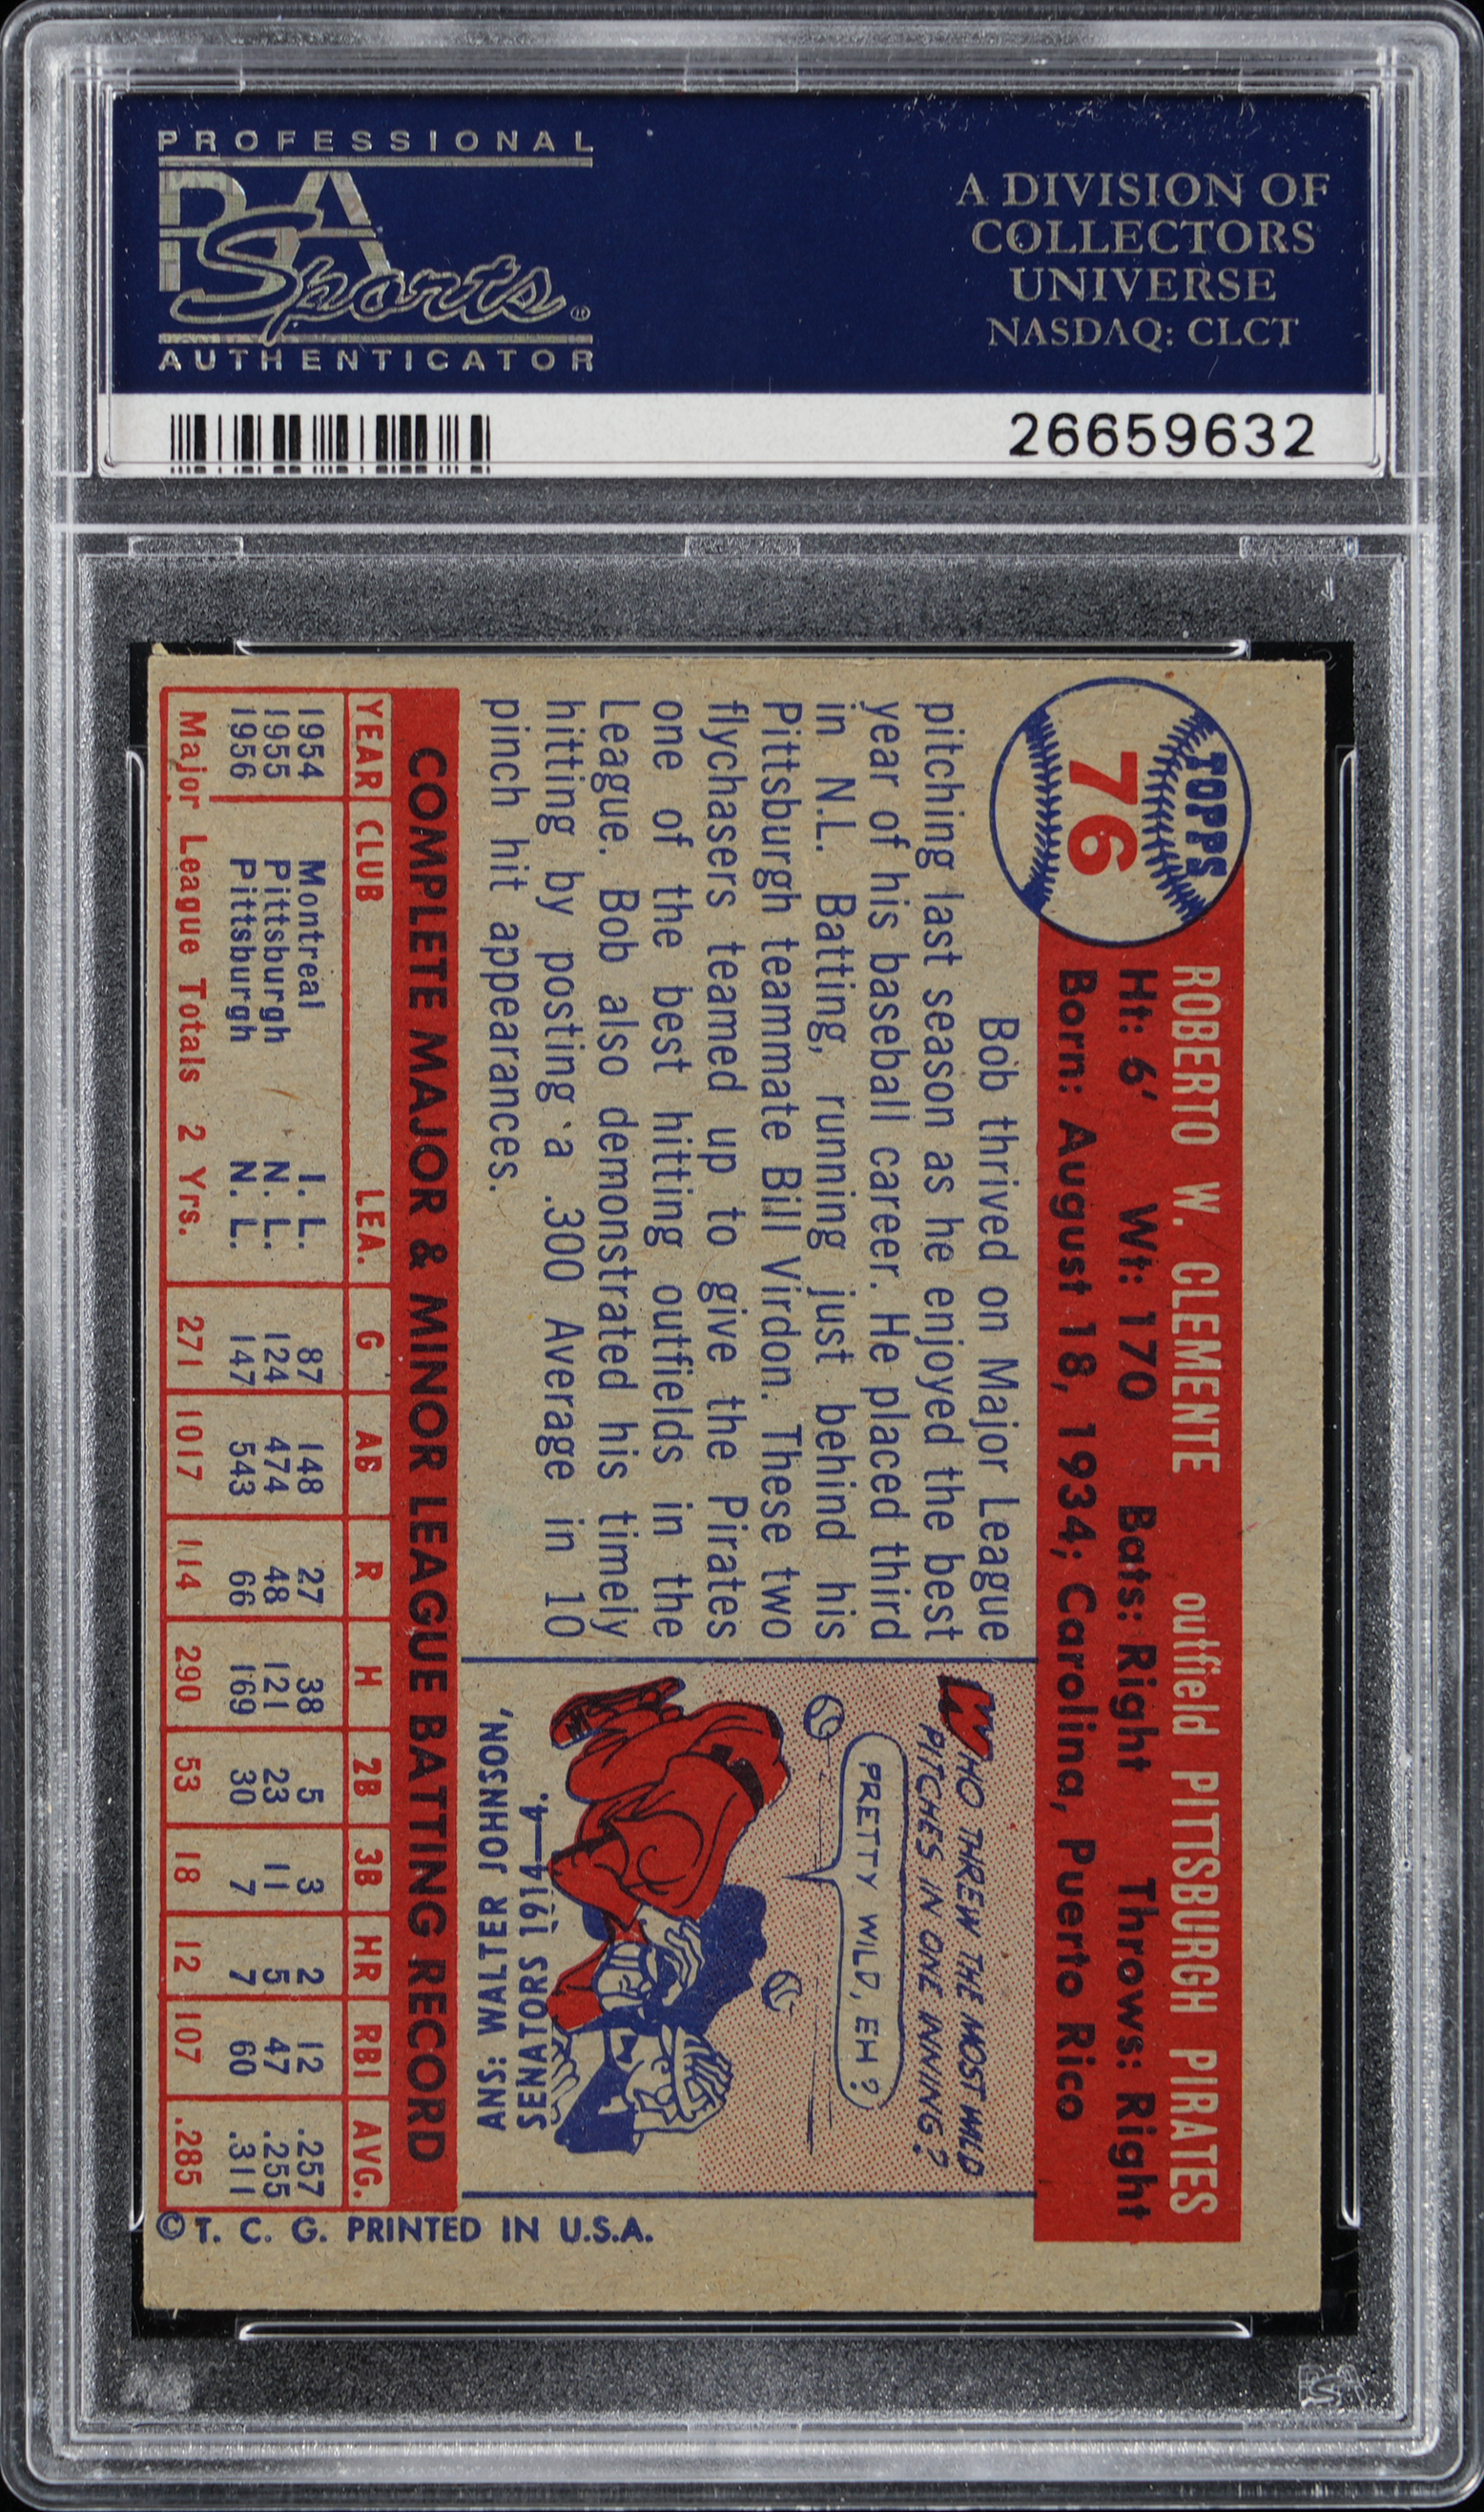 PROFESSIONAL
PSA
Sports®
AUTHENTICATOR
A DIVISION OF
COLLECTORS
UNIVERSE
NASDAQ: CLCT
26659632
TOPPS
76
ROBERTO W. CLEMENTE outfield PITTSBURGH PIRATES
Ht: 6′ Wt: 170 Bats: Right Throws: Right
Born: August 18, 1934; Carolina, Puerto Rico
Bob thrived on Major League
pitching last season as he enjoyed the best
year of his baseball career. He placed third
in N.L. Batting, running just behind his
Pittsburgh teammate Bill Virdon. These two
flychasers teamed up to give the Pirates
one of the best hitting outfields in the
League. Bob also demonstrated his timely
hitting by posting a .300 Average in 10
pinch hit appearances.
WHO THREW THE MOST WILD
PITCHES IN ONE INNING?
PRETTY WILD, EH?
ANS: WALTER JOHNSON,
SENATORS 1914—4.
COMPLETE MAJOR & MINOR LEAGUE BATTING RECORD
YEAR CLUB LEA. G AB R H 2B 3B HR RBI AVG.
1954 Montreal I. L. 87 148 27 38 5 3 2 12 .257
1955 Pittsburgh N. L. 124 474 48 121 23 11 5 47 .255
1956 Pittsburgh N. L. 147 543 66 169 30 7 7 60 .311
Major League Totals 2 Yrs. 271 1017 114 290 53 18 12 107 .285
© T. C. G. PRINTED IN U.S.A.
PSA